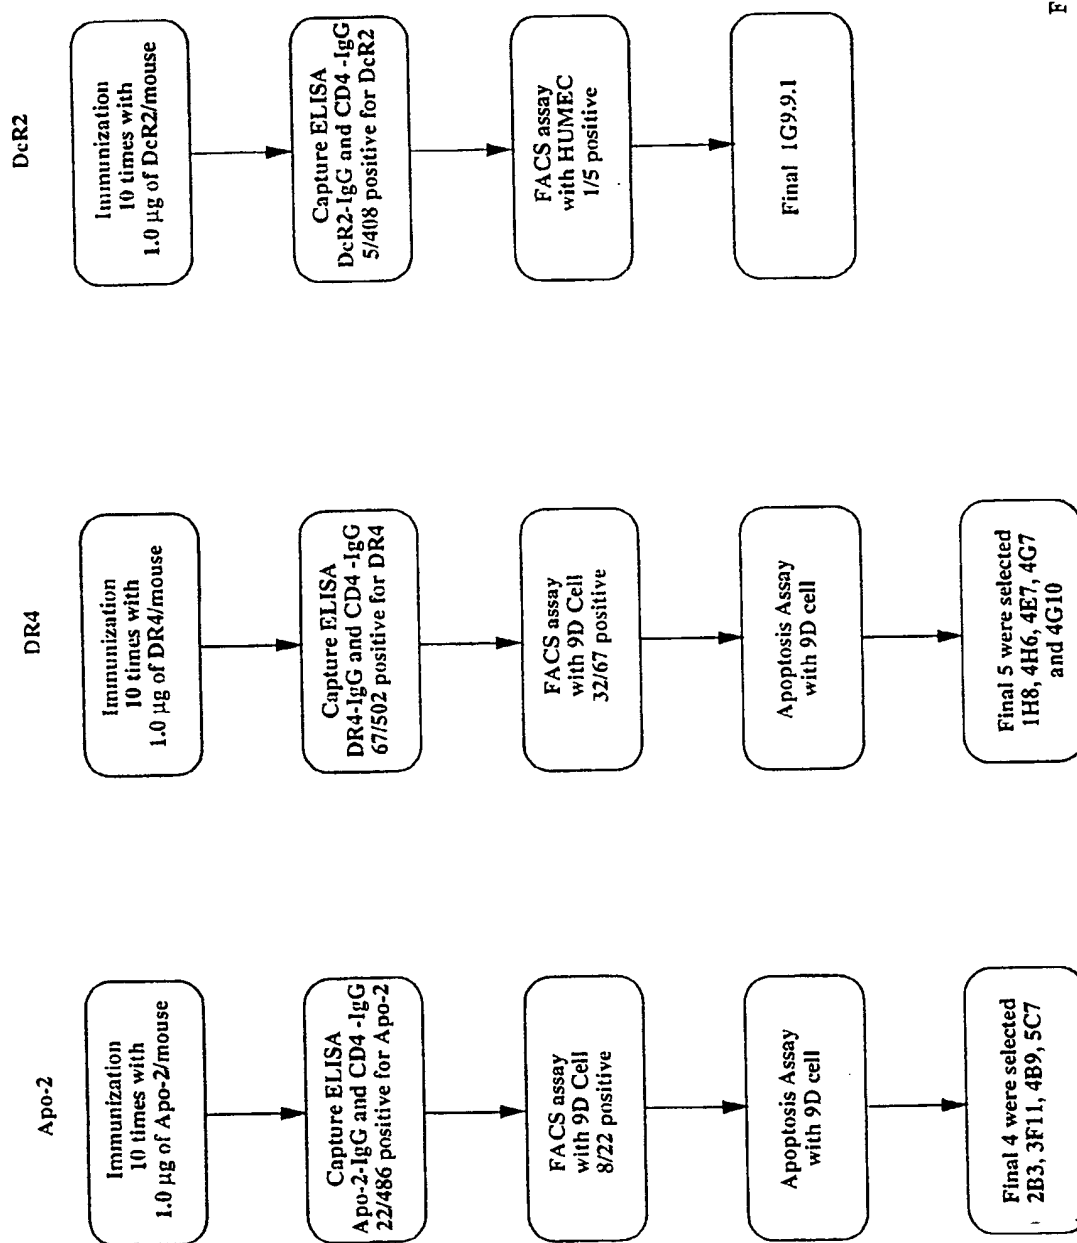 Apo-2
Immunization
10 times with
1.0 μg of Apo-2/mouse
Capture ELISA
Apo-2-IgG and CD4 -IgG
22/486 positive for Apo-2
FACS assay
with 9D Cell
8/22 positive
Apoptosis Assay
with 9D cell
Final 4 were selected
2B3, 3F11, 4B9, 5C7
DR4
Immunization
10 times with
1.0 μg of DR4/mouse
Capture ELISA
DR4-IgG and CD4 -IgG
67/502 positive for DR4
FACS assay
with 9D Cell
32/67 positive
Apoptosis Assay
with 9D cell
Final 5 were selected
1H8, 4H6, 4E7, 4G7
and 4G10
DcR2
Immunization
10 times with
1.0 μg of DcR2/mouse
Capture ELISA
DcR2-IgG and CD4 -IgG
5/408 positive for DcR2
FACS assay
with HUMEC
1/5 positive
Final 1G9.9.1
F